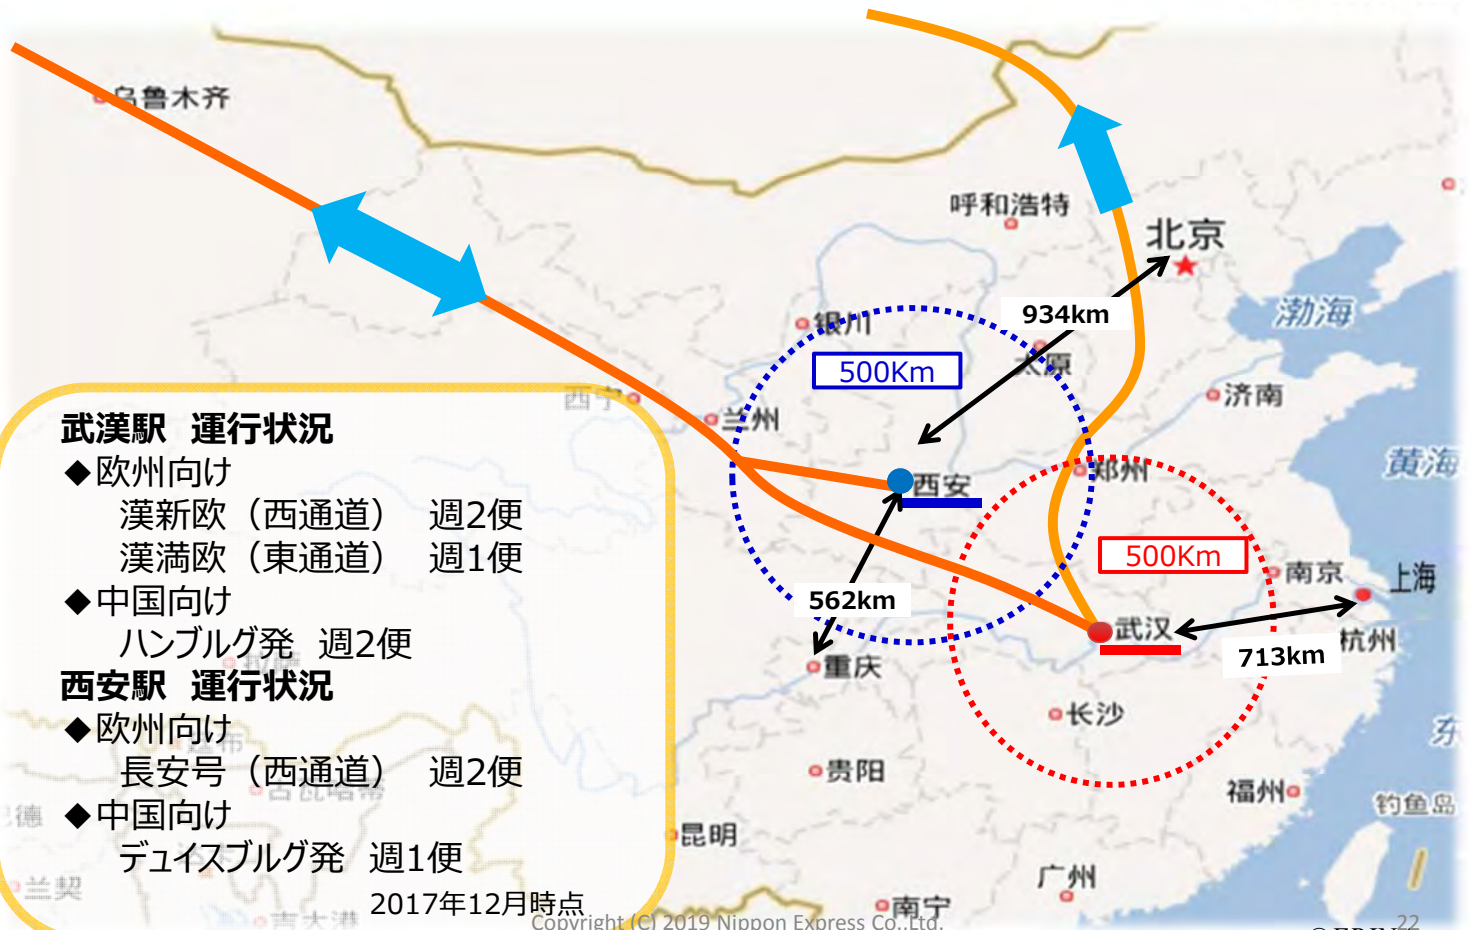 乌鲁木齐
呼和浩特
北京
934km
渤海
银川
太原
500Km
济南
西宁
兰州
黄海
郑州
西安
500Km
南京
上海
562km
武汉
杭州
713km
重庆
长沙
东
贵阳
福州
钓鱼岛
昆明
广州
南宁
武漢駅 運行状況
◆欧州向け
漢新欧（西通道） 週2便
漢満欧（東通道） 週1便
◆中国向け
ハンブルグ発 週2便
西安駅 運行状況
◆欧州向け
長安号（西通道） 週2便
◆中国向け
デュイスブルグ発 週1便
2017年12月時点
兰契
吉大港
Copyright (C) 2019 Nippon Express Co.,Ltd.
22